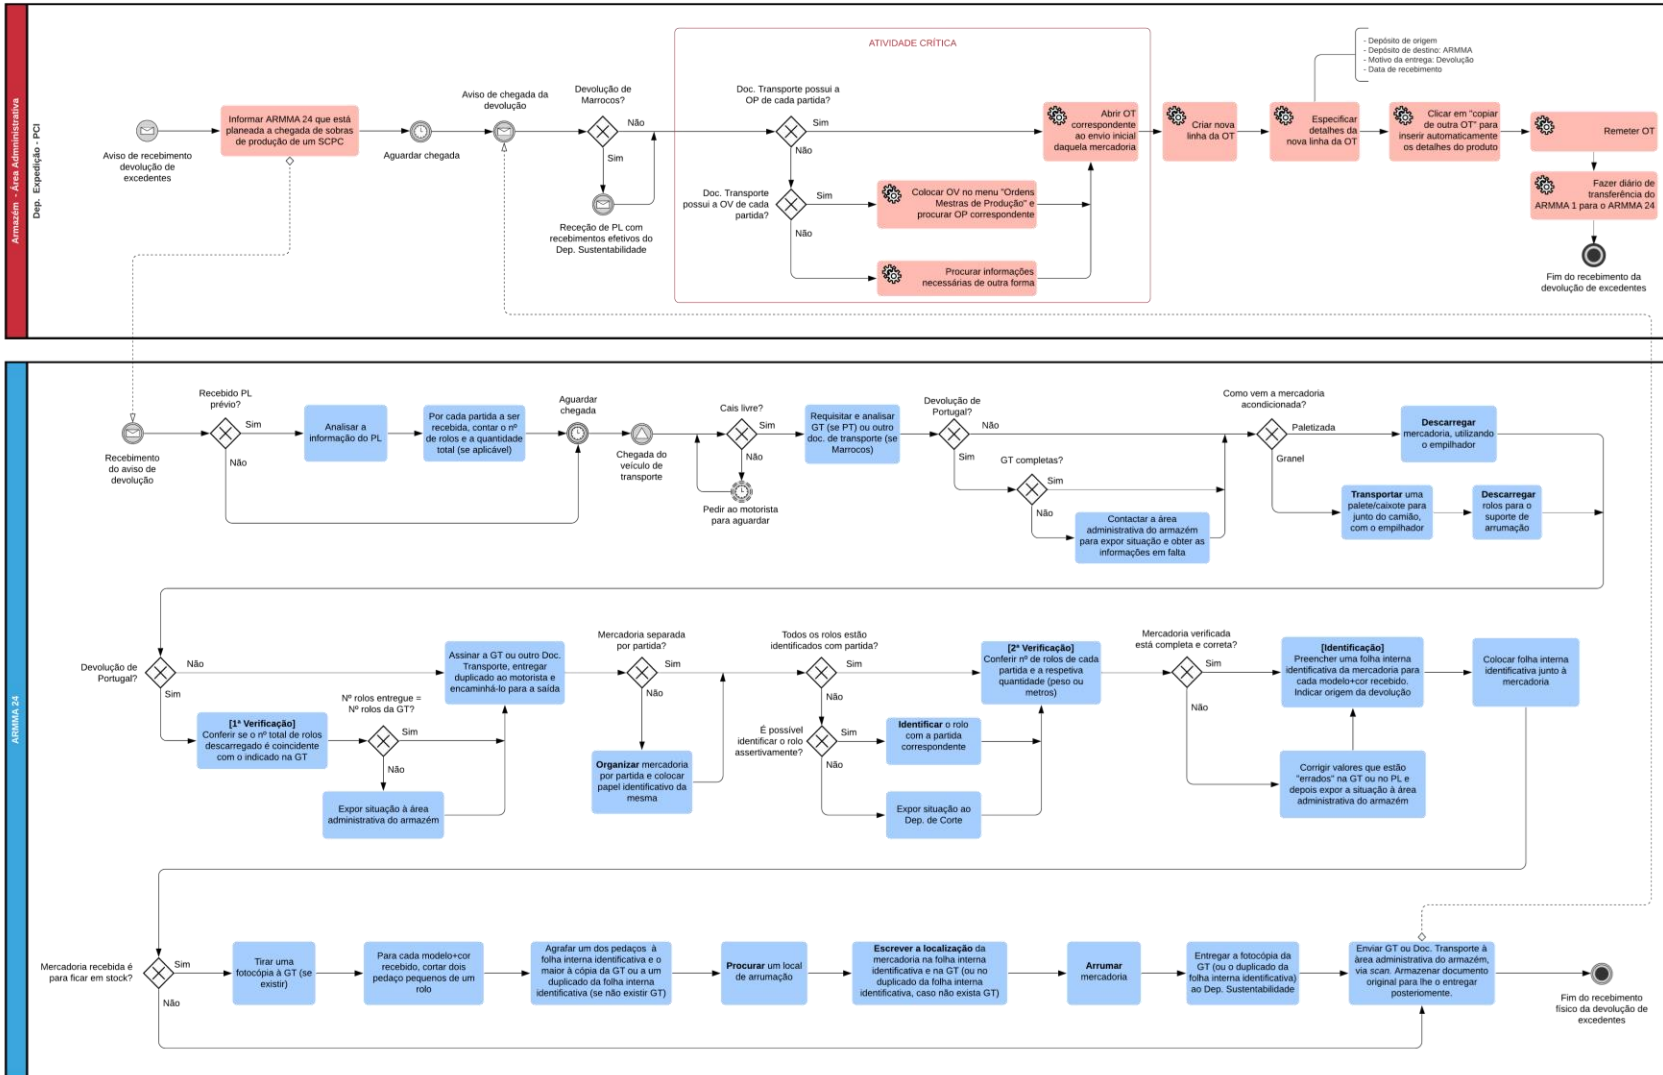 Armazém - Área Admninistrativa
Dep. Expedição - PCI
ATIVIDADE CRÍTICA
Aviso de recebimento
devolução de
excedentes
Informar ARMMA 24 que está
planeada a chegada de sobras
de produção de um SCPC
Aguardar chegada
Aviso de chegada da
devolução
Devolução de
Marrocos?
Não
Sim
Receção de PL com
recebimentos efetivos do
Dep. Sustentabilidade
Doc. Transporte possui a
OP de cada partida?
Sim
Não
Doc. Transporte
possui a OV de cada
partida?
Sim
Não
Colocar OV no menu "Ordens
Mestras de Produção" e
procurar OP correspondente
Procurar informações
necessárias de outra forma
Abrir OT
correspondente
ao envio inicial
daquela mercadoria
Criar nova
linha da OT
- Depósito de origem
- Depósito de destino: ARMMA
- Motivo da entrega: Devolução
- Data de recebimento
Especificar
detalhes da
nova linha da OT
Clicar em "copiar
de outra OT" para
inserir automaticamente
os detalhes do produto
Remeter OT
Fazer diário de
transferência do
ARMMA 1 para o ARMMA 24
Fim do recebimento da
devolução de excedentes
ARMMA 24
Recebimento
do aviso de
devolução
Recebido PL
prévio?
Sim
Não
Analisar a
informação do PL
Por cada partida a ser
recebida, contar o nº
de rolos e a quantidade
total (se aplicável)
Aguardar
chegada
Chegada do
veículo de
transporte
Cais livre?
Sim
Não
Pedir ao motorista
para aguardar
Requisitar e analisar
GT (se PT) ou outro
doc. de transporte (se
Marrocos)
Devolução de
Portugal?
Não
Sim
GT completas?
Sim
Não
Contactar a área
administrativa do armazém
para expor situação e obter as
informações em falta
Como vem a mercadoria
acondicionada?
Paletizada
Granel
Descarregar
mercadoria, utilizando
o empilhador
Transportar uma
palete/caixote para
junto do camião,
com o empilhador
Descarregar
rolos para o
suporte de
arrumação
Devolução de
Portugal?
Não
Sim
[1ª Verificação]
Conferir se o nº total de rolos
descarregado é coincidente
com o indicado na GT
Nº rolos entregue =
Nº rolos da GT?
Sim
Não
Expor situação à área
administrativa do armazém
Assinar a GT ou outro Doc.
Transporte, entregar
duplicado ao motorista e
encaminhá-lo para a saída
Mercadoria separada
por partida?
Sim
Não
Organizar mercadoria
por partida e colocar
papel identificativo da
mesma
Todos os rolos estão
identificados com partida?
Sim
Não
É possível
identificar o rolo
assertivamente?
Sim
Não
Identificar o rolo
com a partida
correspondente
Expor situação ao
Dep. de Corte
[2ª Verificação]
Conferir nº de rolos de cada
partida e a respetiva
quantidade (peso ou
metros)
Mercadoria verificada
está completa e correta?
Sim
Não
[Identificação]
Preencher uma folha interna
identificativa da mercadoria para
cada modelo+cor recebido.
Indicar origem da devolução
Corrigir valores que estão
"errados" na GT ou no PL e
depois expor a situação à área
administrativa do armazém
Colocar folha interna
identificativa junto à
mercadoria
Mercadoria recebida é
para ficar em stock?
Sim
Não
Tirar uma
fotocópia à GT (se
existir)
Para cada modelo+cor
recebido, cortar dois
pedaço pequenos de um
rolo
Agrafar um dos pedaços à
folha interna identificativa e o
maior à cópia da GT ou a um
duplicado da folha interna
identificativa (se não existir GT)
Procurar um local
de arrumação
Escrever a localização da
mercadoria na folha interna
identificativa e na GT (ou no
duplicado da folha interna
identificativa, caso não exista GT)
Arrumar
mercadoria
Entregar a fotocópia da
GT (ou o duplicado da
folha interna identificativa)
ao Dep. Sustentabilidade
Enviar GT ou Doc. Transporte à
àrea administrativa do armazém,
via scan. Armazenar documento
original para lhe o entregar
posteriormente.
Fim do recebimento
físico da devolução de
excedentes